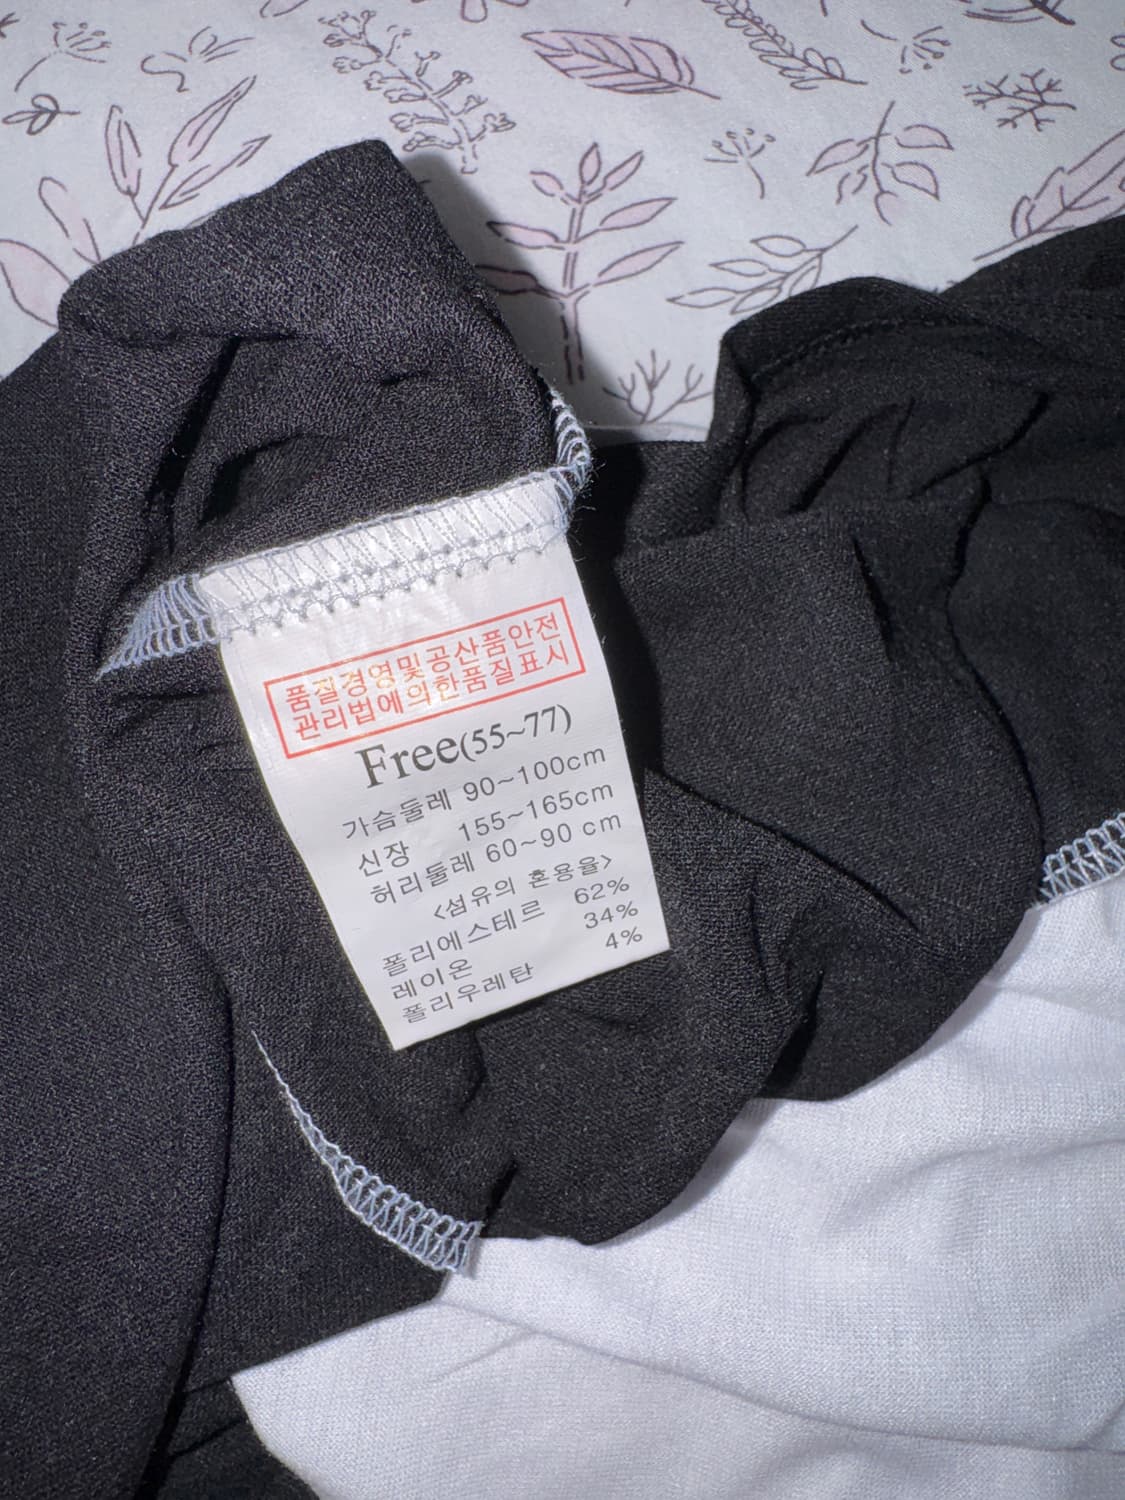 품질경영및공산품안전
관리법에의한품질표시
Free(55~77)
가슴둘레 90~100cm
신장 155~165cm
허리둘레 60~90 cm
<섬유의 혼용율>
폴리에스테르 62%
레이온 34%
폴리우레탄 4%